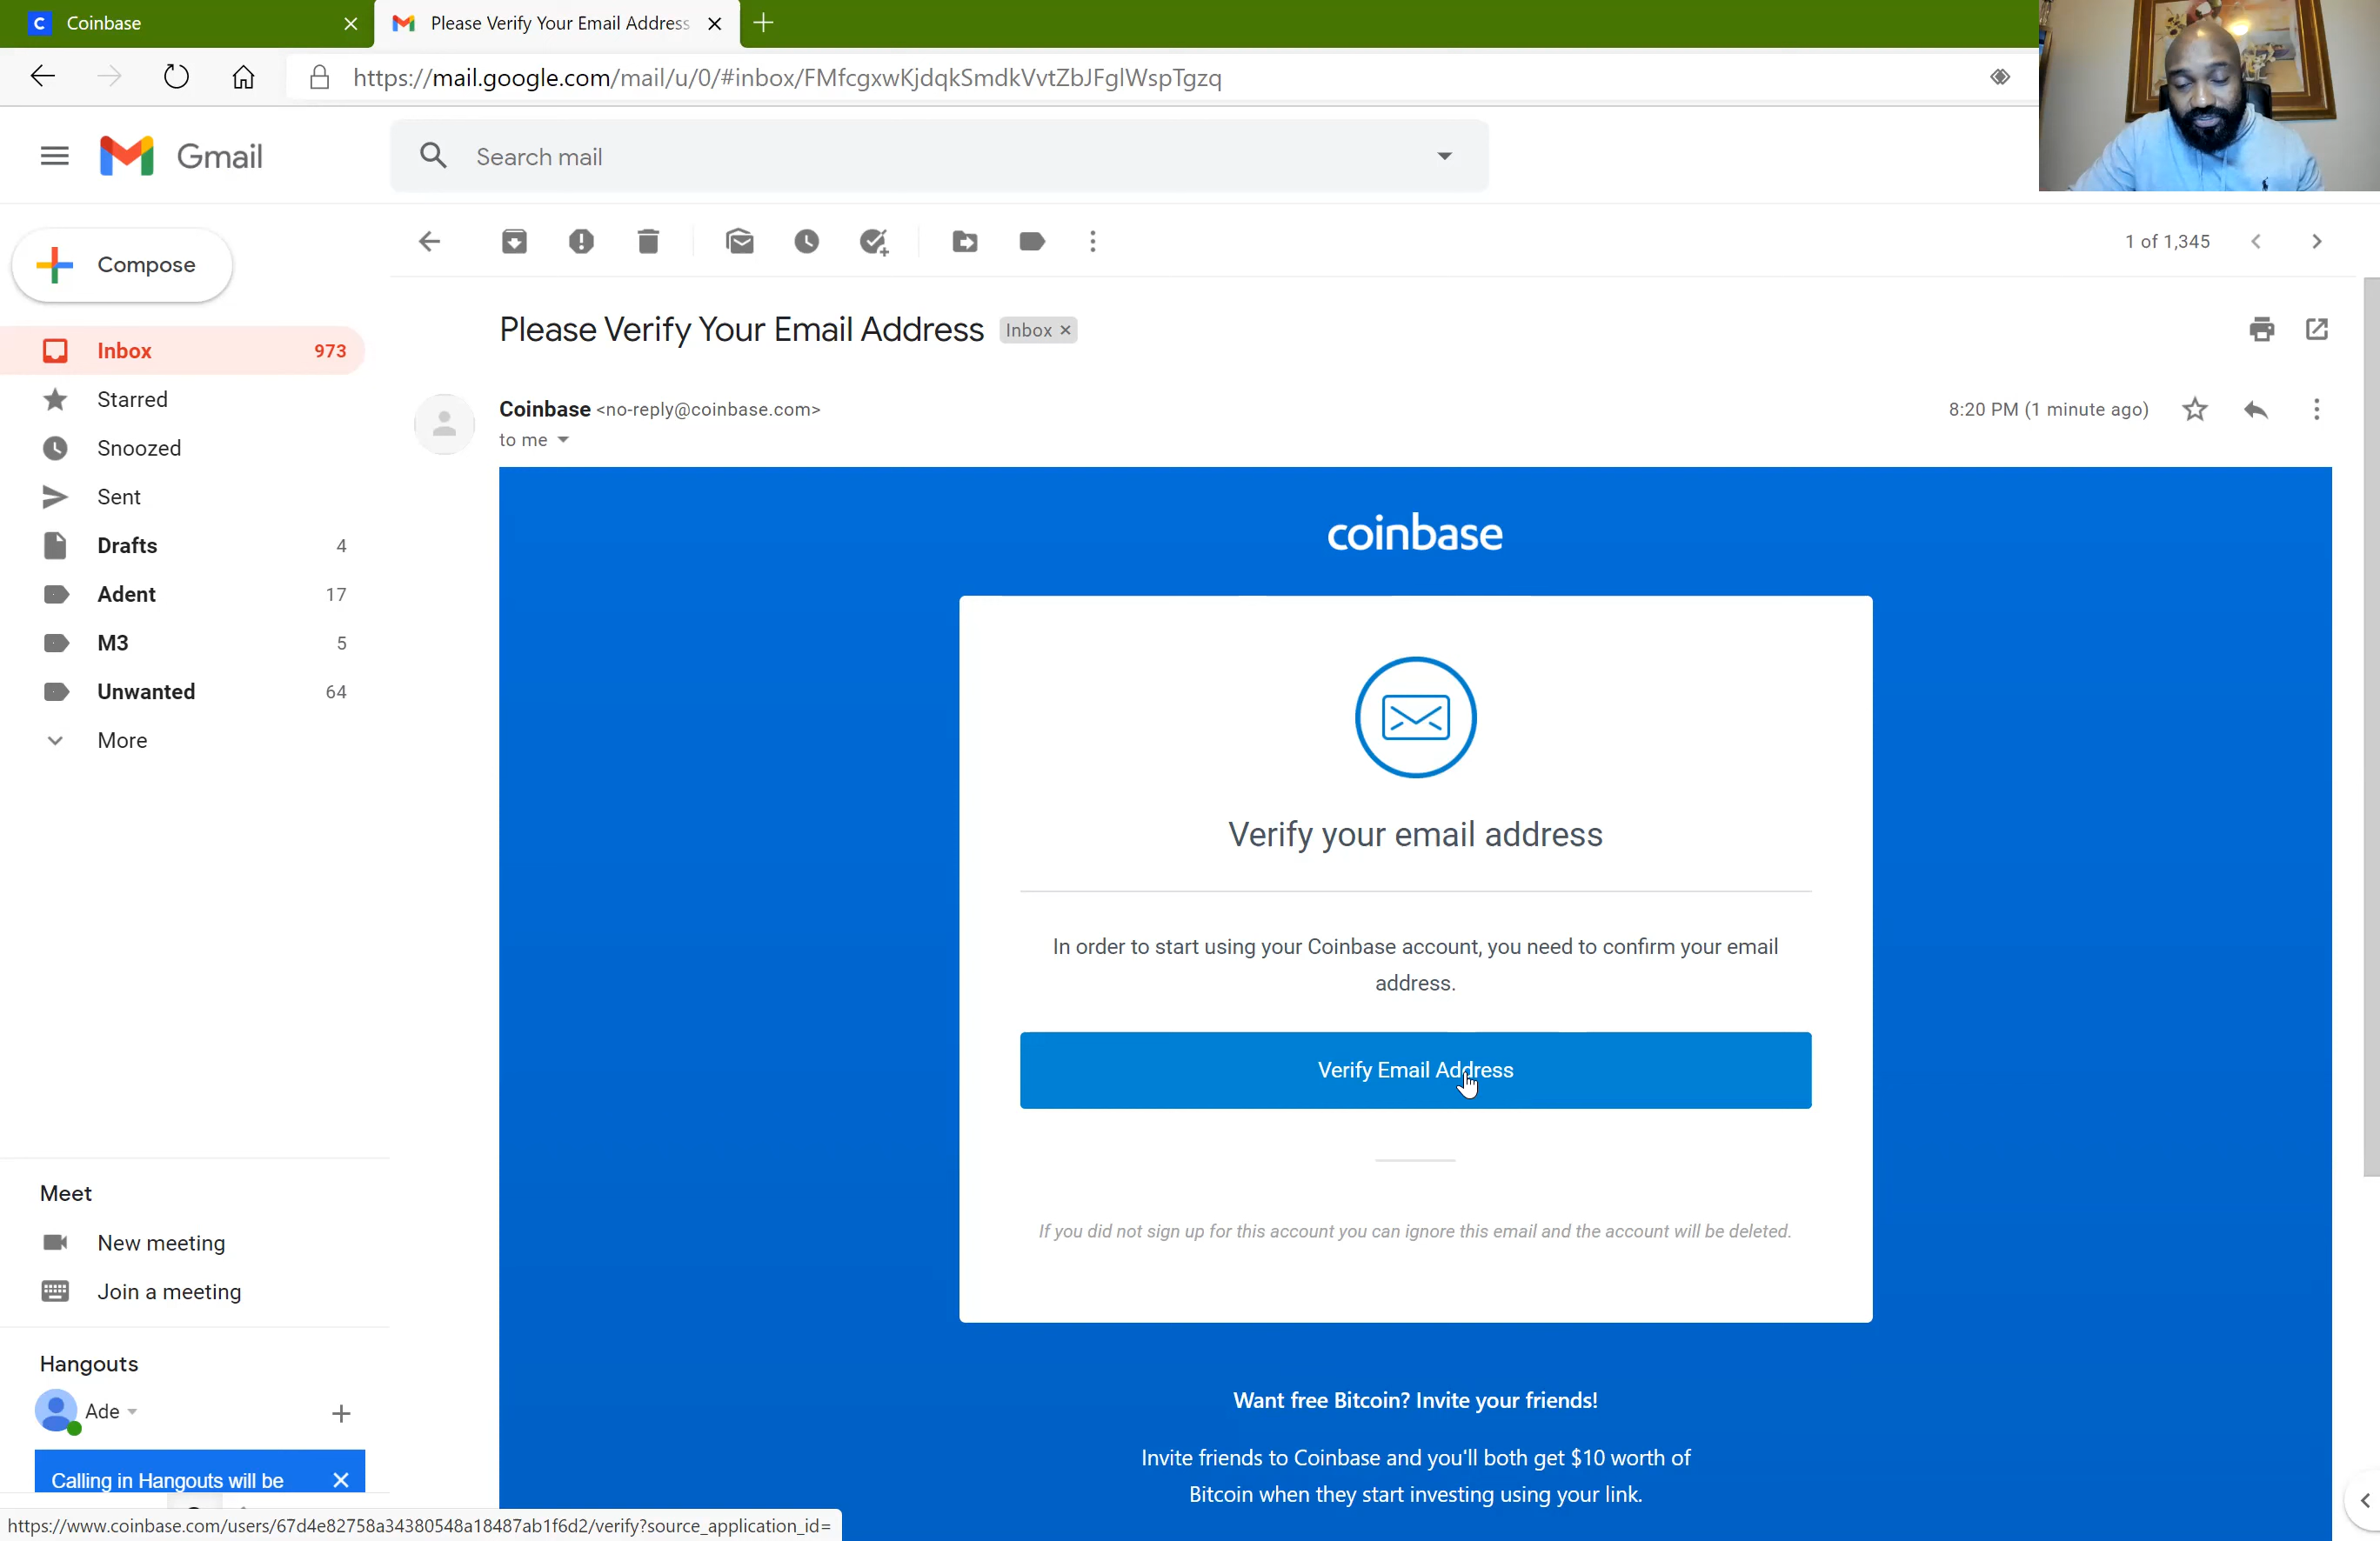 Coinbase
Please Verify Your Email Address
https://mail.google.com/mail/u/0/#inbox/FMfcgxwKjdqkSmdkVvtZbJFglWspTgzq
Gmail
Search mail
Compose
1 of 1,345
Inbox 973
Starred
Snoozed
Sent
Drafts 4
Adent 17
M3 5
Unwanted 64
More
Please Verify Your Email Address Inbox
Coinbase <no-reply@coinbase.com>
8:20 PM (1 minute ago)
to me
coinbase
Verify your email address
In order to start using your Coinbase account, you need to confirm your email
address.
Verify Email Address
If you did not sign up for this account you can ignore this email and the account will be deleted.
Want free Bitcoin? Invite your friends!
Invite friends to Coinbase and you'll both get $10 worth of
Bitcoin when they start investing using your link.
Meet
New meeting
Join a meeting
Hangouts
Ade
Calling in Hangouts will be
https://www.coinbase.com/users/67d4e82758a34380548a18487ab1f6d2/verify?source_application_id=